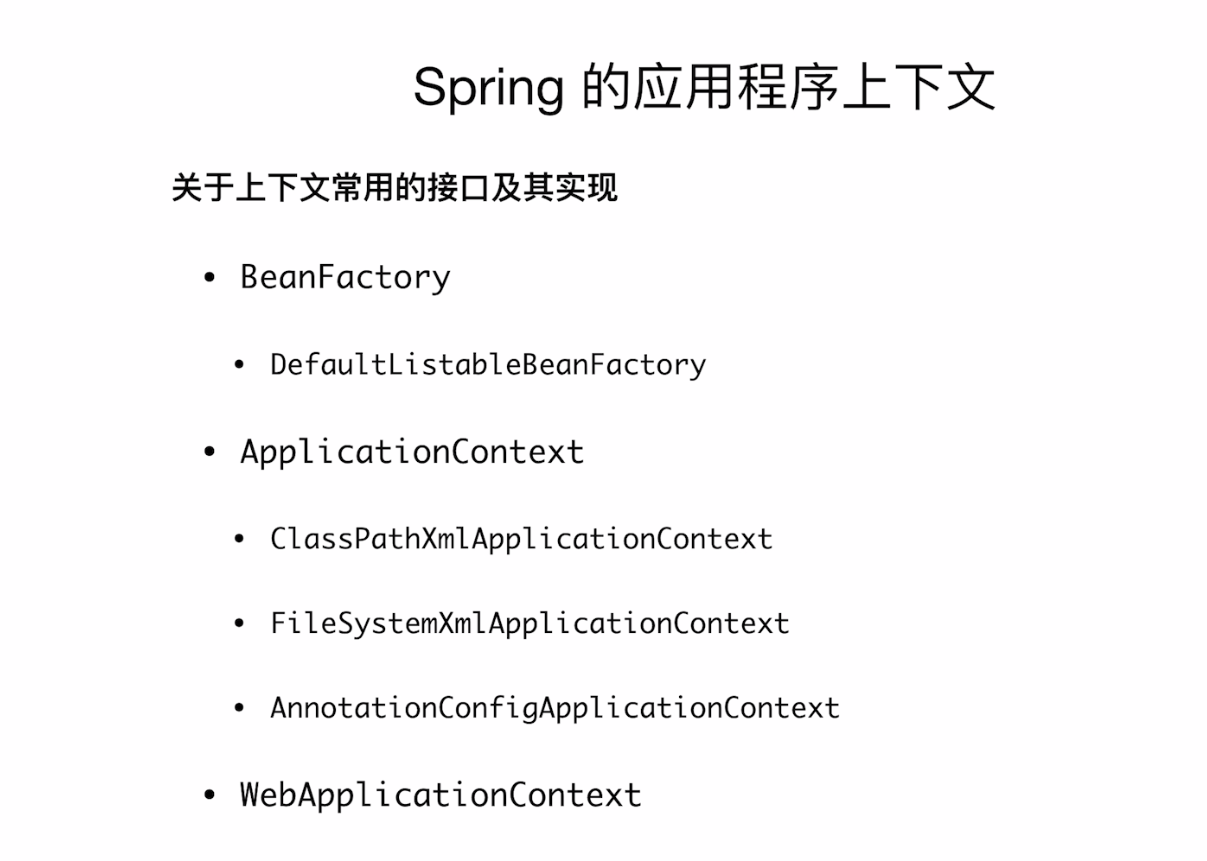 Spring 的应用程序上下文
关于上下文常用的接口及其实现
• BeanFactory
• DefaultListableBeanFactory
• ApplicationContext
• ClassPathXmlApplicationContext
• FileSystemXmlApplicationContext
• AnnotationConfigApplicationContext
• WebApplicationContext